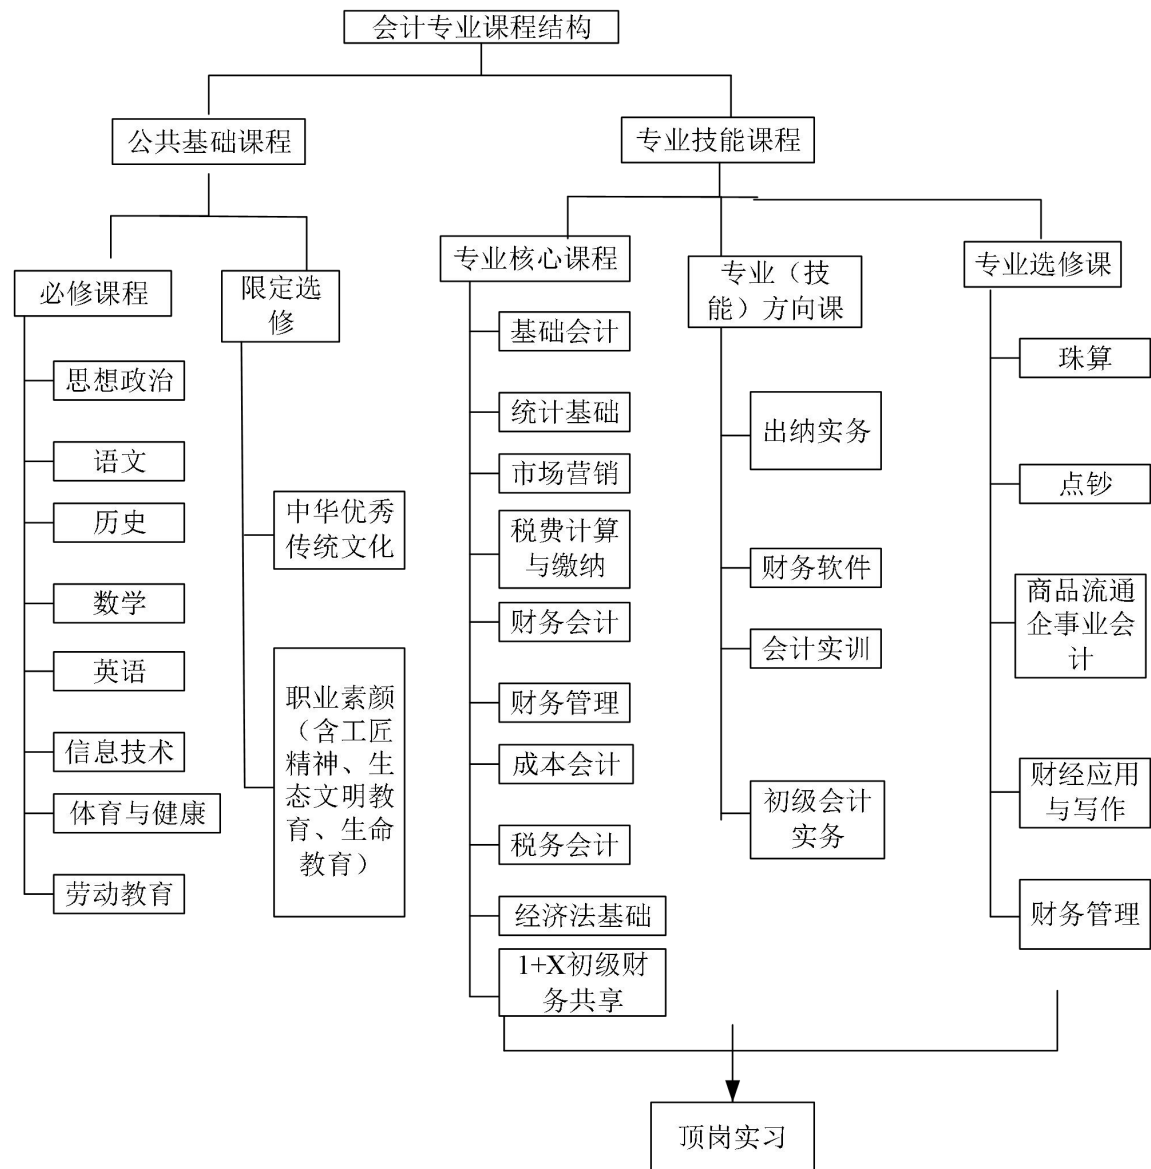 会计专业课程结构
公共基础课程
专业技能课程
必修课程
思想政治
语文
历史
数学
英语
信息技术
体育与健康
劳动教育
限定选
修
中华优秀
传统文化
职业素颜
（含工匠
精神、生
态文明教
育、生命
教育）
专业核心课程
基础会计
统计基础
市场营销
税费计算
与缴纳
财务会计
财务管理
成本会计
税务会计
经济法基础
1+X初级财
务共享
专业（技
能）方向课
出纳实务
财务软件
会计实训
初级会计
实务
专业选修课
珠算
点钞
商品流通
企事业会
计
财经应用
与写作
财务管理
顶岗实习